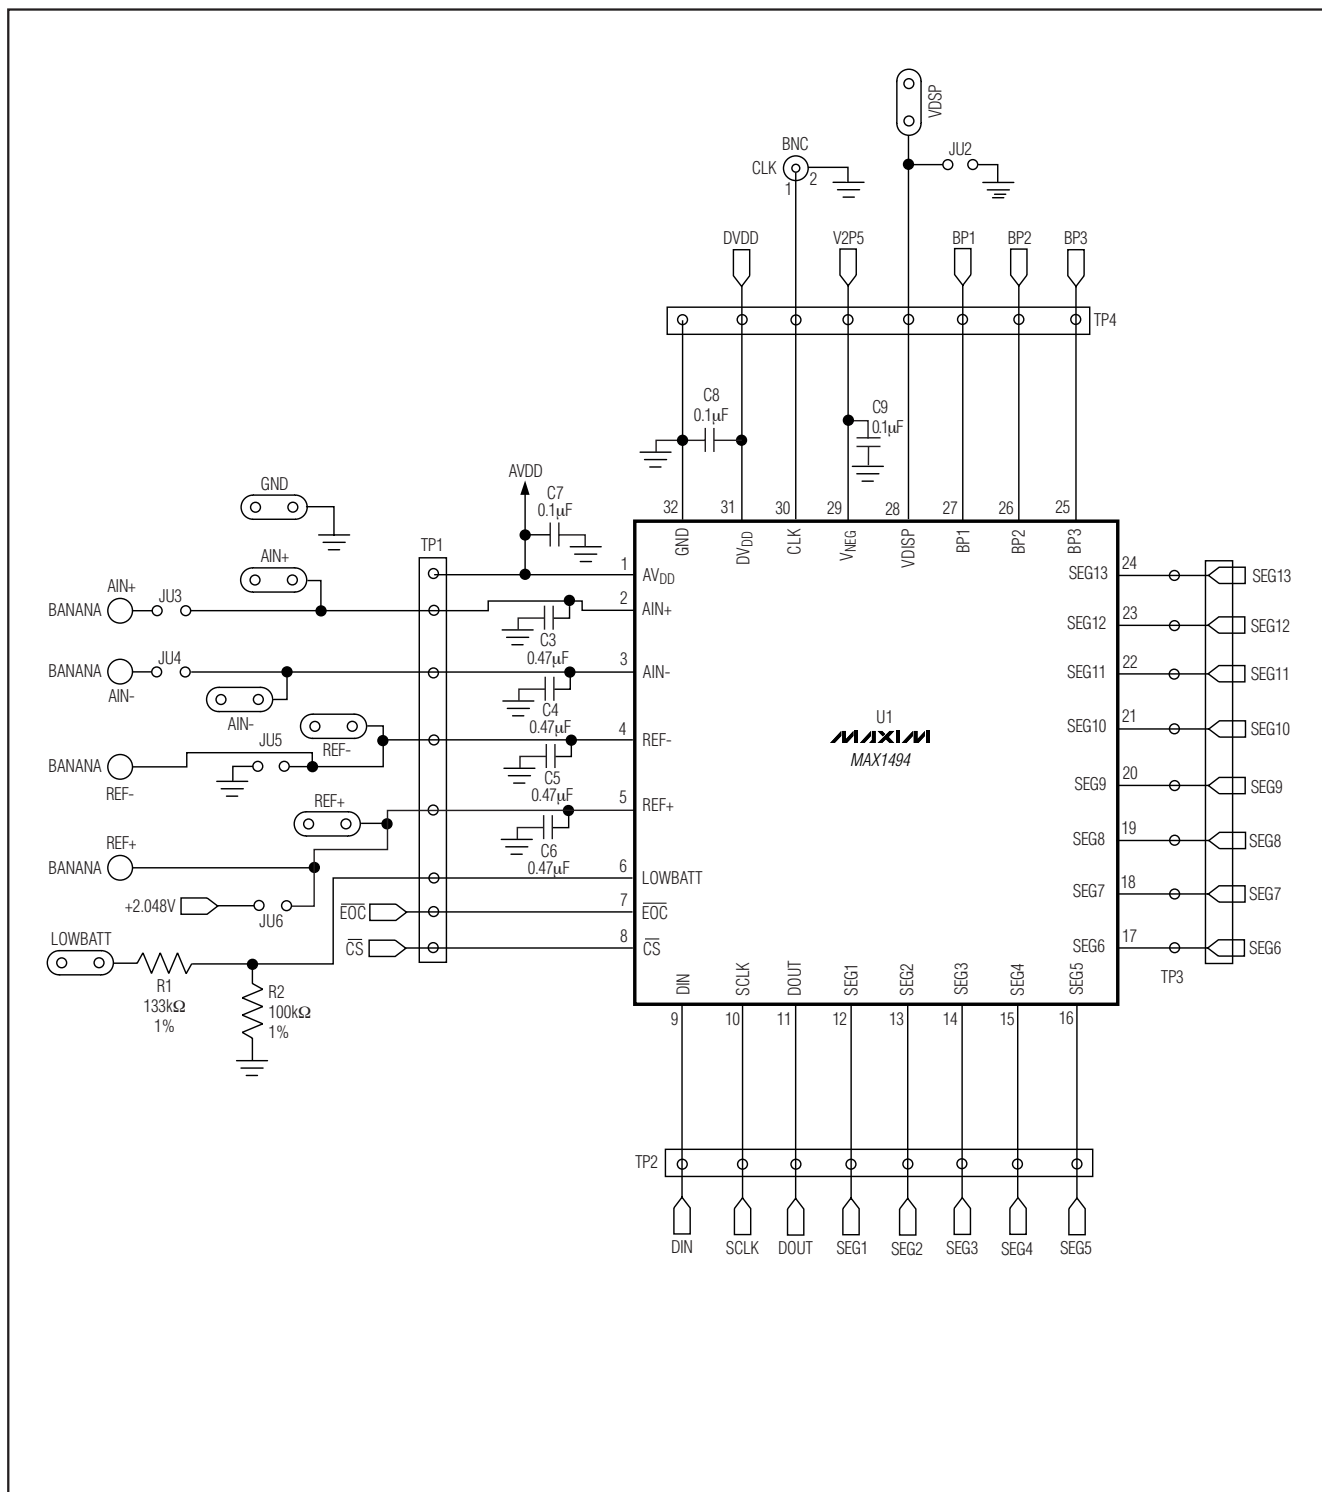 VDSP
BNC
CLK
1
2
JU2
DVDD
V2P5
BP1
BP2
BP3
TP4
C8
0.1µF
C9
0.1µF
AVDD
C7
0.1µF
32
31
30
29
28
27
26
25
GND
DVDD
CLK
VNEG
VDISP
BP1
BP2
BP3
GND
AIN+
TP1
1
AVDD
AIN+
BANANA
JU3
2
AIN+
C3
0.47µF
BANANA
JU4
AIN-
AIN-
3
AIN-
C4
0.47µF
REF-
JU5
BANANA
REF-
4
REF-
C5
0.47µF
REF+
REF+
BANANA
5
REF+
C6
0.47µF
+2.048V
JU6
6
LOWBATT
EOC
7
EOC
CS
8
CS
LOWBATT
R1
133kΩ
1%
R2
100kΩ
1%
U1
MAXIM
MAX1494
SEG13
24
SEG13
SEG12
23
SEG12
SEG11
22
SEG11
SEG10
21
SEG10
SEG9
20
SEG9
SEG8
19
SEG8
SEG7
18
SEG7
SEG6
17
SEG6
TP3
DIN
SCLK
DOUT
SEG1
SEG2
SEG3
SEG4
SEG5
9
10
11
12
13
14
15
16
TP2
DIN
SCLK
DOUT
SEG1
SEG2
SEG3
SEG4
SEG5